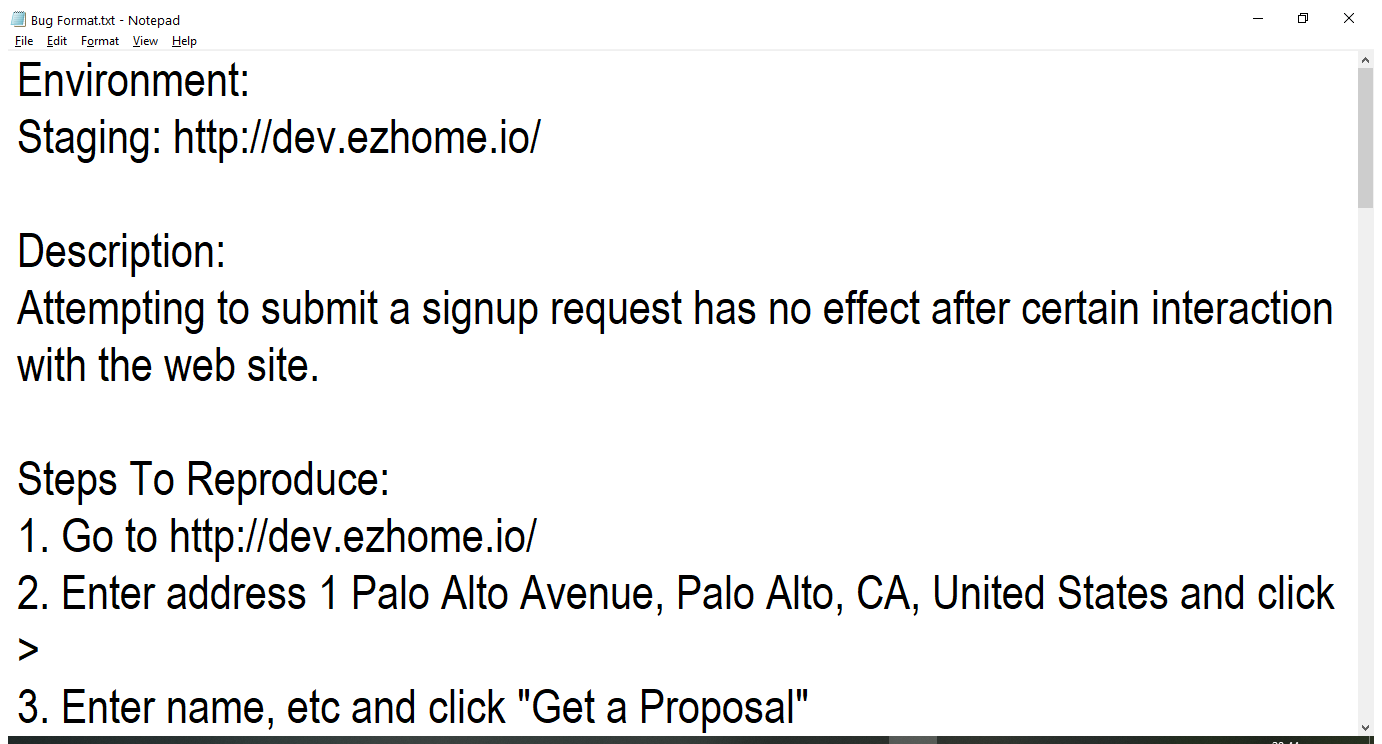 Bug Format.txt - Notepad
File Edit Format View Help
Environment:
Staging: http://dev.ezhome.io/
Description:
Attempting to submit a signup request has no effect after certain interaction
with the web site.
Steps To Reproduce:
1. Go to http://dev.ezhome.io/
2. Enter address 1 Palo Alto Avenue, Palo Alto, CA, United States and click
>
3. Enter name, etc and click "Get a Proposal"